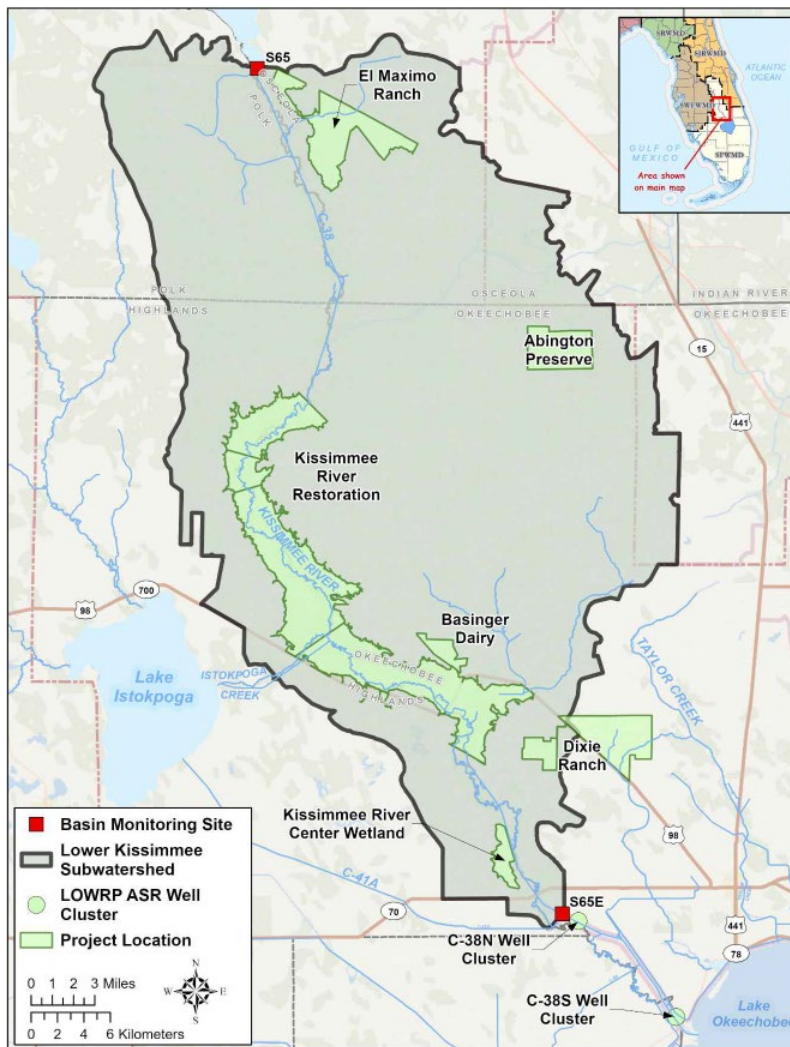 S65
El Maximo
Ranch
OSCEOLA
POLK
C-38
SRWMD
SJRWMD
SWFWMD
SFWMD
ATLANTIC
OCEAN
GULF OF
MEXICO
Area shown
on main map
POLK
HIGHLANDS
OSCEOLA
OKEECHOBEE
INDIAN RIVER
OKEECHOBEE
Abington
Preserve
15
441
Kissimmee
River
Restoration
KISSIMMEE RIVER
700
98
Lake
Istokpoga
ISTOKPOGA
CREEK
Basinger
Dairy
OKEECHOBEE
HIGHLANDS
TAYLOR CREEK
Dixie
Ranch
Kissimmee River
Center Wetland
98
C-41A
70
S65E
441
78
C-38N Well
Cluster
C-38S Well
Cluster
Lake
Okeechobee
Basin Monitoring Site
Lower Kissimmee
Subwatershed
LOWRP ASR Well
Cluster
Project Location
0 1 2 3 Miles
0 2 4 6 Kilometers
N
W E
S